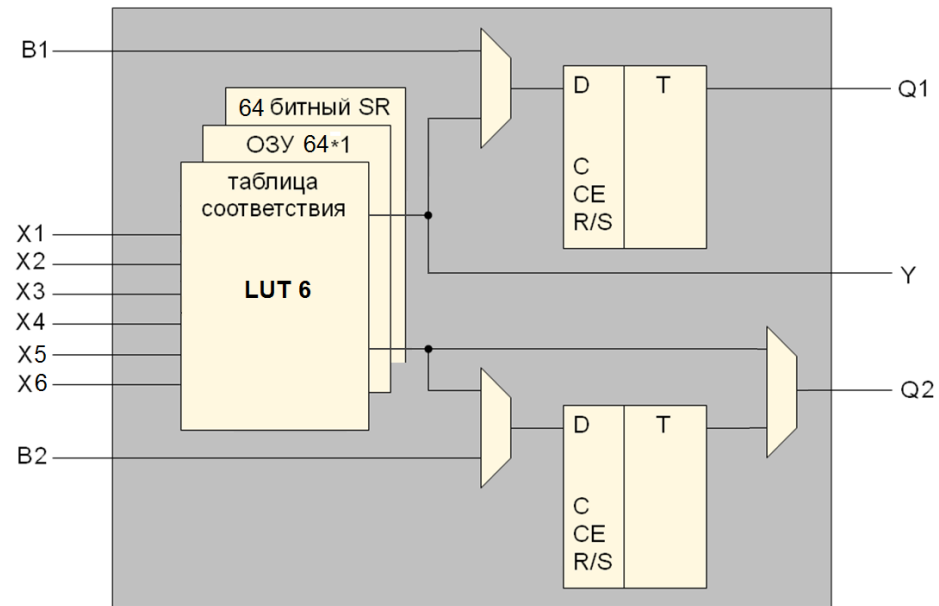 B1
64 битный SR
ОЗУ 64*1
таблица
соответствия
LUT 6
X1
X2
X3
X4
X5
X6
B2
D T
C
CE
R/S
Q1
Y
D T
C
CE
R/S
Q2